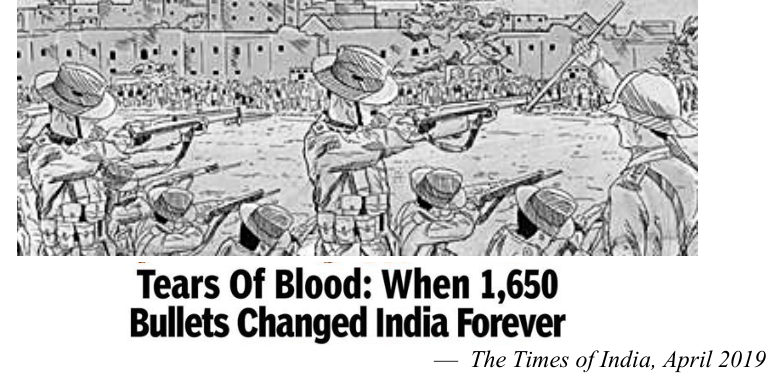 Tears Of Blood: When 1,650
Bullets Changed India Forever
— The Times of India, April 2019